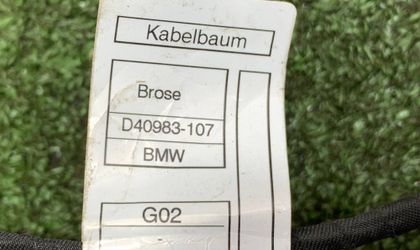 Kabelbaum
Brose
D40983-107
BMW
G02